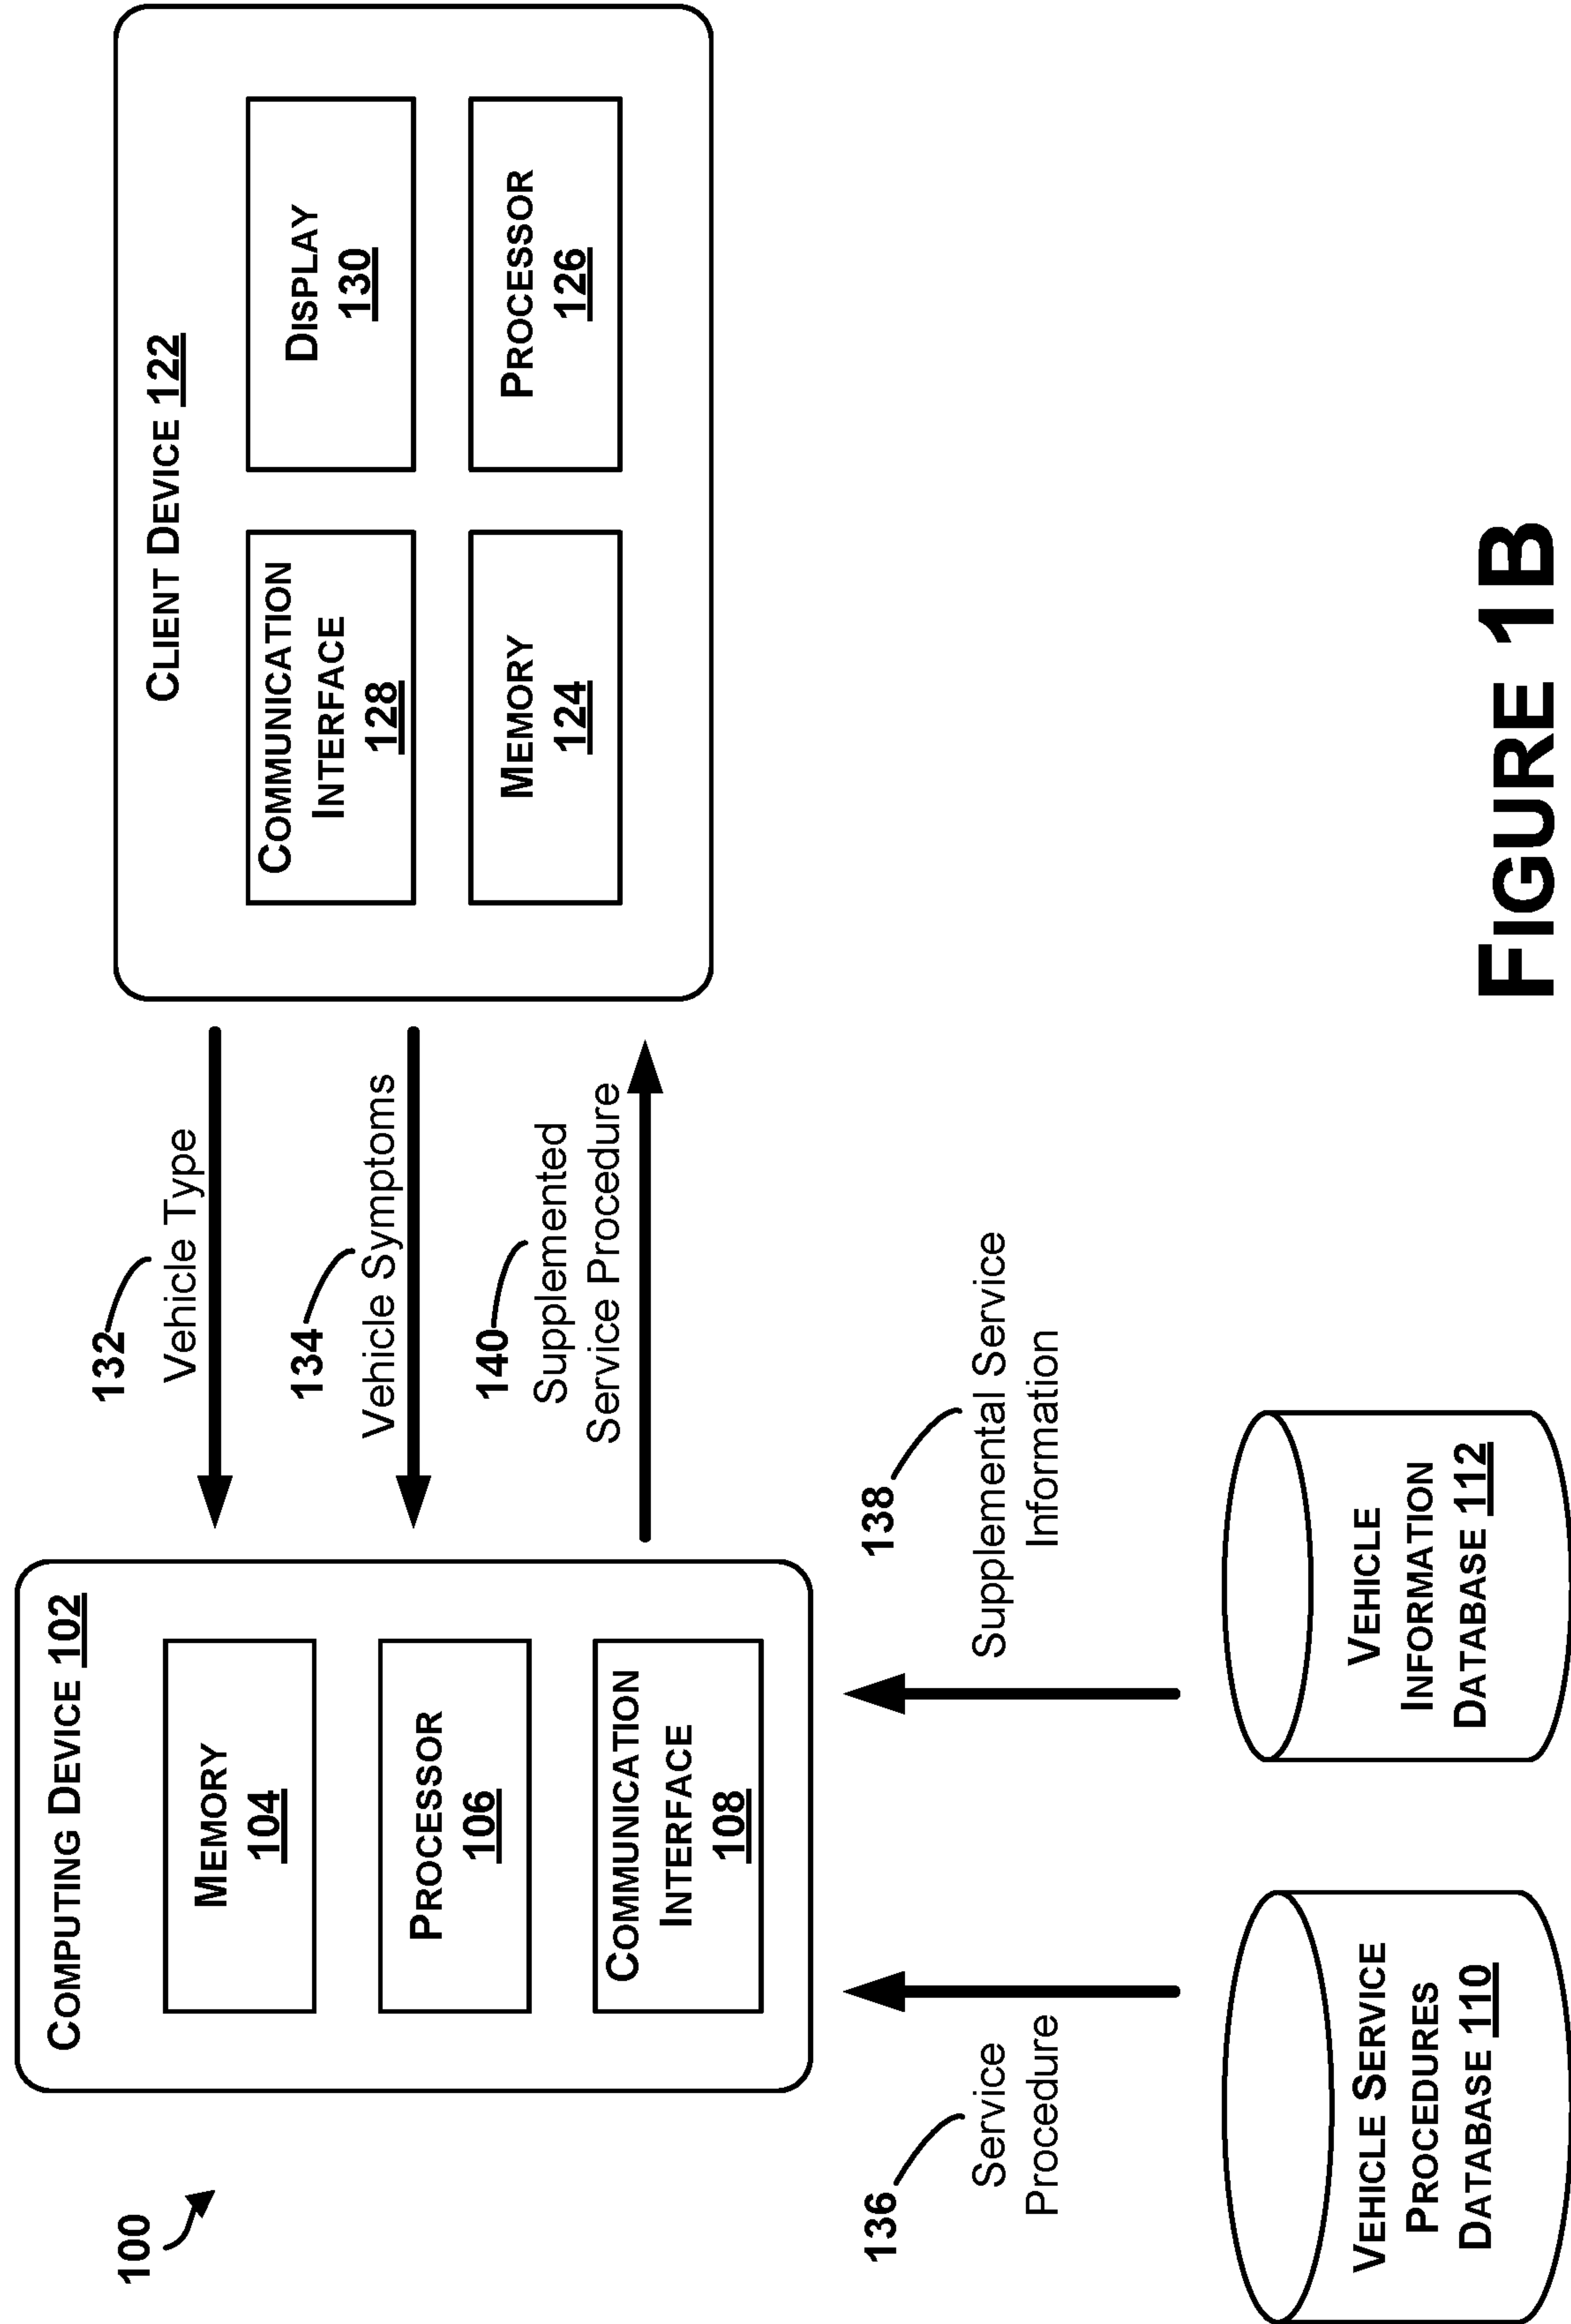 100
COMPUTING DEVICE 102
MEMORY
104
PROCESSOR
106
COMMUNICATION
INTERFACE
108
132
Vehicle Type
134
Vehicle Symptoms
140
Supplemented
Service Procedure
CLIENT DEVICE 122
COMMUNICATION
INTERFACE
128
DISPLAY
130
MEMORY
124
PROCESSOR
126
136
Service
Procedure
138
Supplemental Service
Information
VEHICLE SERVICE
PROCEDURES
DATABASE 110
VEHICLE
INFORMATION
DATABASE 112
FIGURE 1B